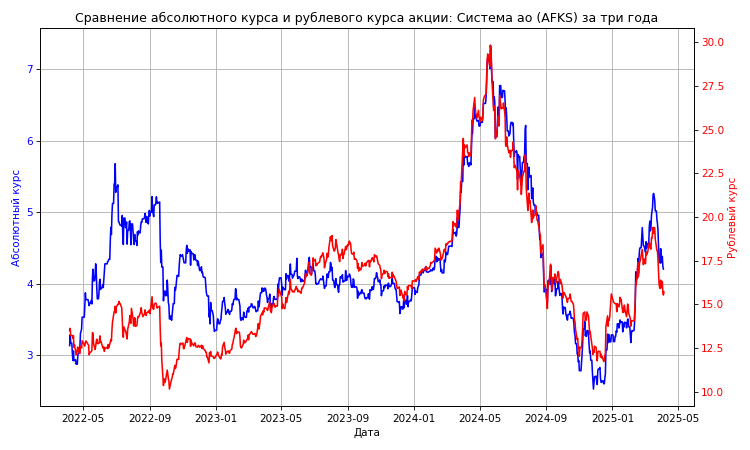 Сравнение абсолютного курса и рублевого курса акции: Система ао (AFKS) за три года
Абсолютный курс
7
6
5
4
3
30.0
27.5
25.0
22.5
20.0
17.5
15.0
12.5
10.0
Рублевый курс
2022-05 2022-09 2023-01 2023-05 2023-09 2024-01 2024-05 2024-09 2025-01 2025-05
Дата